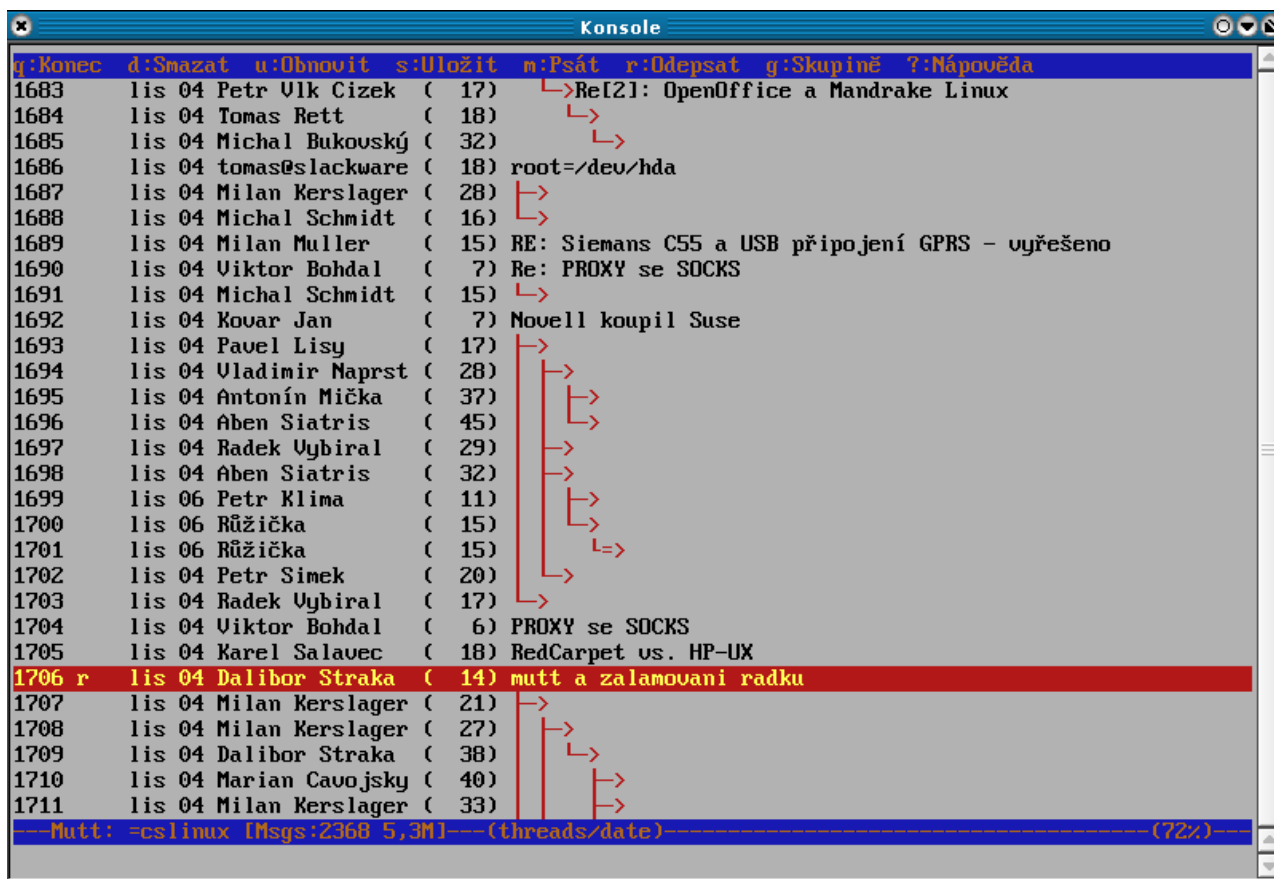 Konsole
q:Konec  d:Smazat  u:Obnovit  s:Uložit  m:Psát  r:Odepsat  g:Skupině  ?:Nápověda
1683     lis 04 Petr Vlk Cizek  (  17)     └─>Re[2]: OpenOffice a Mandrake Linux
1684     lis 04 Tomas Rett      (  18)       └─>
1685     lis 04 Michal Bukovský (  32)         └─>
1686     lis 04 tomas@slackware (  18) root=/dev/hda
1687     lis 04 Milan Kerslager (  28) ├─>
1688     lis 04 Michal Schmidt  (  16) └─>
1689     lis 04 Milan Muller    (  15) RE: Siemans C55 a USB připojení GPRS - vyřešeno
1690     lis 04 Viktor Bohdal   (   7) Re: PROXY se SOCKS
1691     lis 04 Michal Schmidt  (  15) └─>
1692     lis 04 Kovar Jan       (   7) Novell koupil Suse
1693     lis 04 Pavel Lisy      (  17) ├─>
1694     lis 04 Vladimir Naprst (  28) │ ├─>
1695     lis 04 Antonín Mička   (  37) │ │ ├─>
1696     lis 04 Aben Siatris    (  45) │ │ └─>
1697     lis 04 Radek Vybiral   (  29) │ ├─>
1698     lis 04 Aben Siatris    (  32) │ ├─>
1699     lis 06 Petr Klima      (  11) │ │ ├─>
1700     lis 06 Růžička         (  15) │ │ └─>
1701     lis 06 Růžička         (  15) │ │   └=>
1702     lis 04 Petr Simek      (  20) │ └─>
1703     lis 04 Radek Vybiral   (  17) └─>
1704     lis 04 Viktor Bohdal   (   6) PROXY se SOCKS
1705     lis 04 Karel Salavec   (  18) RedCarpet vs. HP-UX
1706 r   lis 04 Dalibor Straka  (  14) mutt a zalamovani radku
1707     lis 04 Milan Kerslager (  21) ├─>
1708     lis 04 Milan Kerslager (  27) │ ├─>
1709     lis 04 Dalibor Straka  (  38) │ │ └─>
1710     lis 04 Marian Cavojsky (  40) │ │   ├─>
1711     lis 04 Milan Kerslager (  33) │ │   ├─>
---Mutt: =cslinux [Msgs:2368 5,3M]---(threads/date)------------------------------------(72%)---